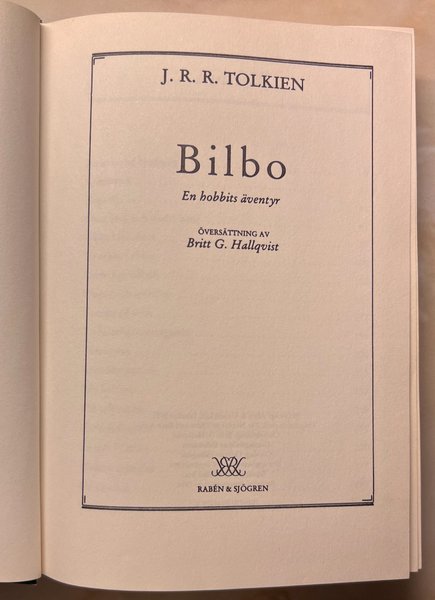 J. R. R. TOLKIEN
Bilbo
En hobbits äventyr
ÖVERSÄTTNING AV
Britt G. Hallqvist
RABÉN & SJÖGREN